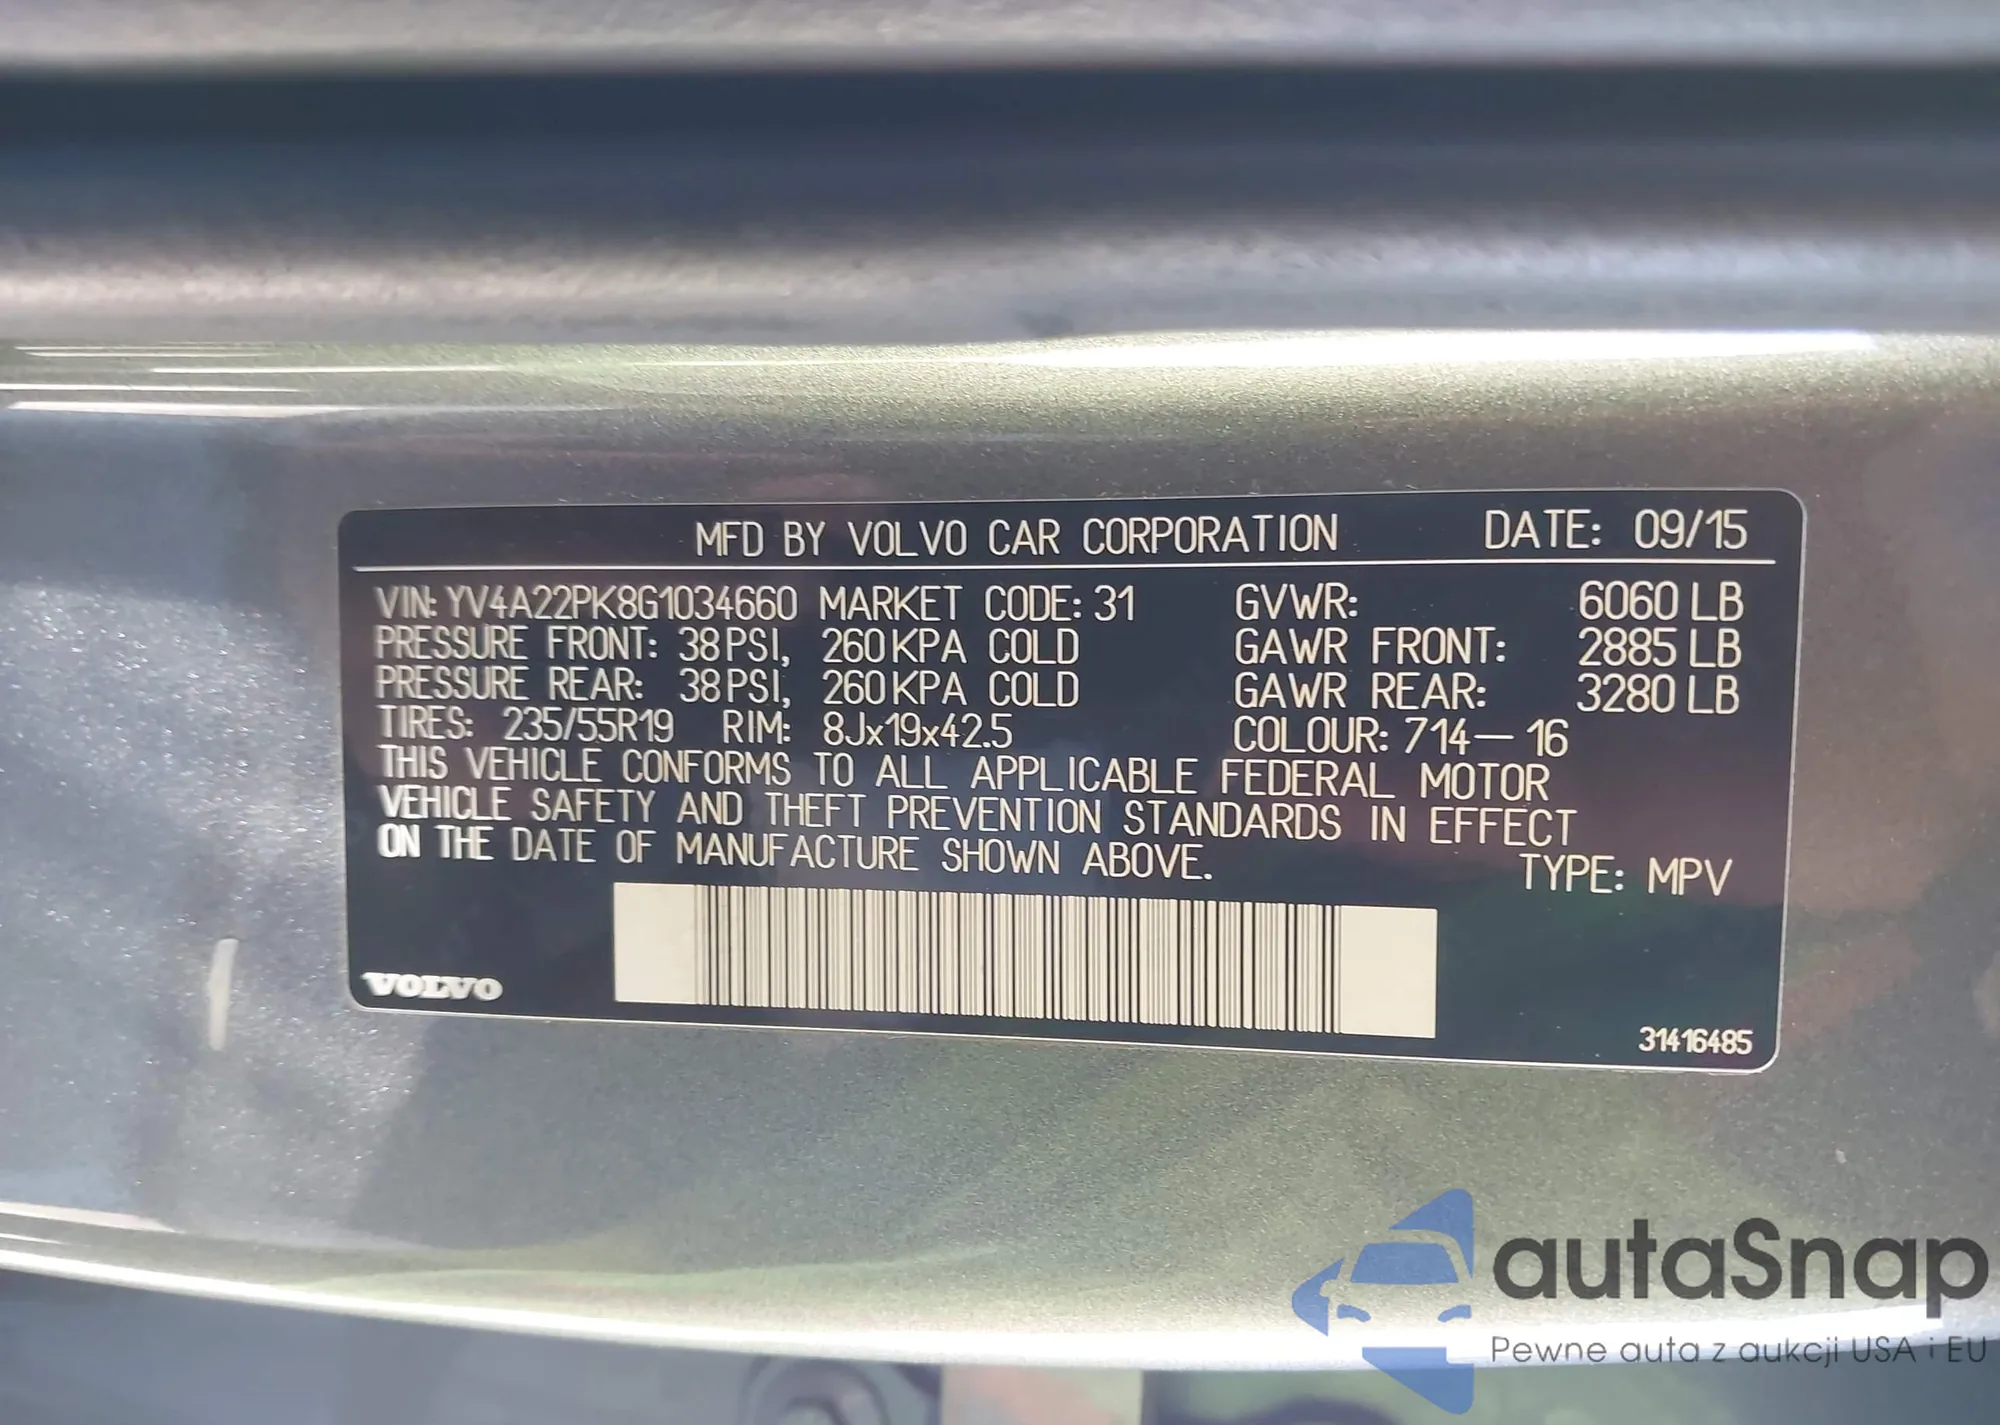 MFD BY VOLVO CAR CORPORATION DATE: 09/15
VIN: YV4A22PK8G1034660 MARKET CODE: 31 GVWR: 6060 LB
PRESSURE FRONT: 38 PSI, 260 KPA COLD GAWR FRONT: 2885 LB
PRESSURE REAR: 38 PSI, 260 KPA COLD GAWR REAR: 3280 LB
TIRES: 235/55R19 RIM: 8Jx19x42.5 COLOUR: 714-16
THIS VEHICLE CONFORMS TO ALL APPLICABLE FEDERAL MOTOR
VEHICLE SAFETY AND THEFT PREVENTION STANDARDS IN EFFECT
ON THE DATE OF MANUFACTURE SHOWN ABOVE. TYPE: MPV
VOLVO
31416485
autaSnap
Pewne auta z aukcji USA i EU